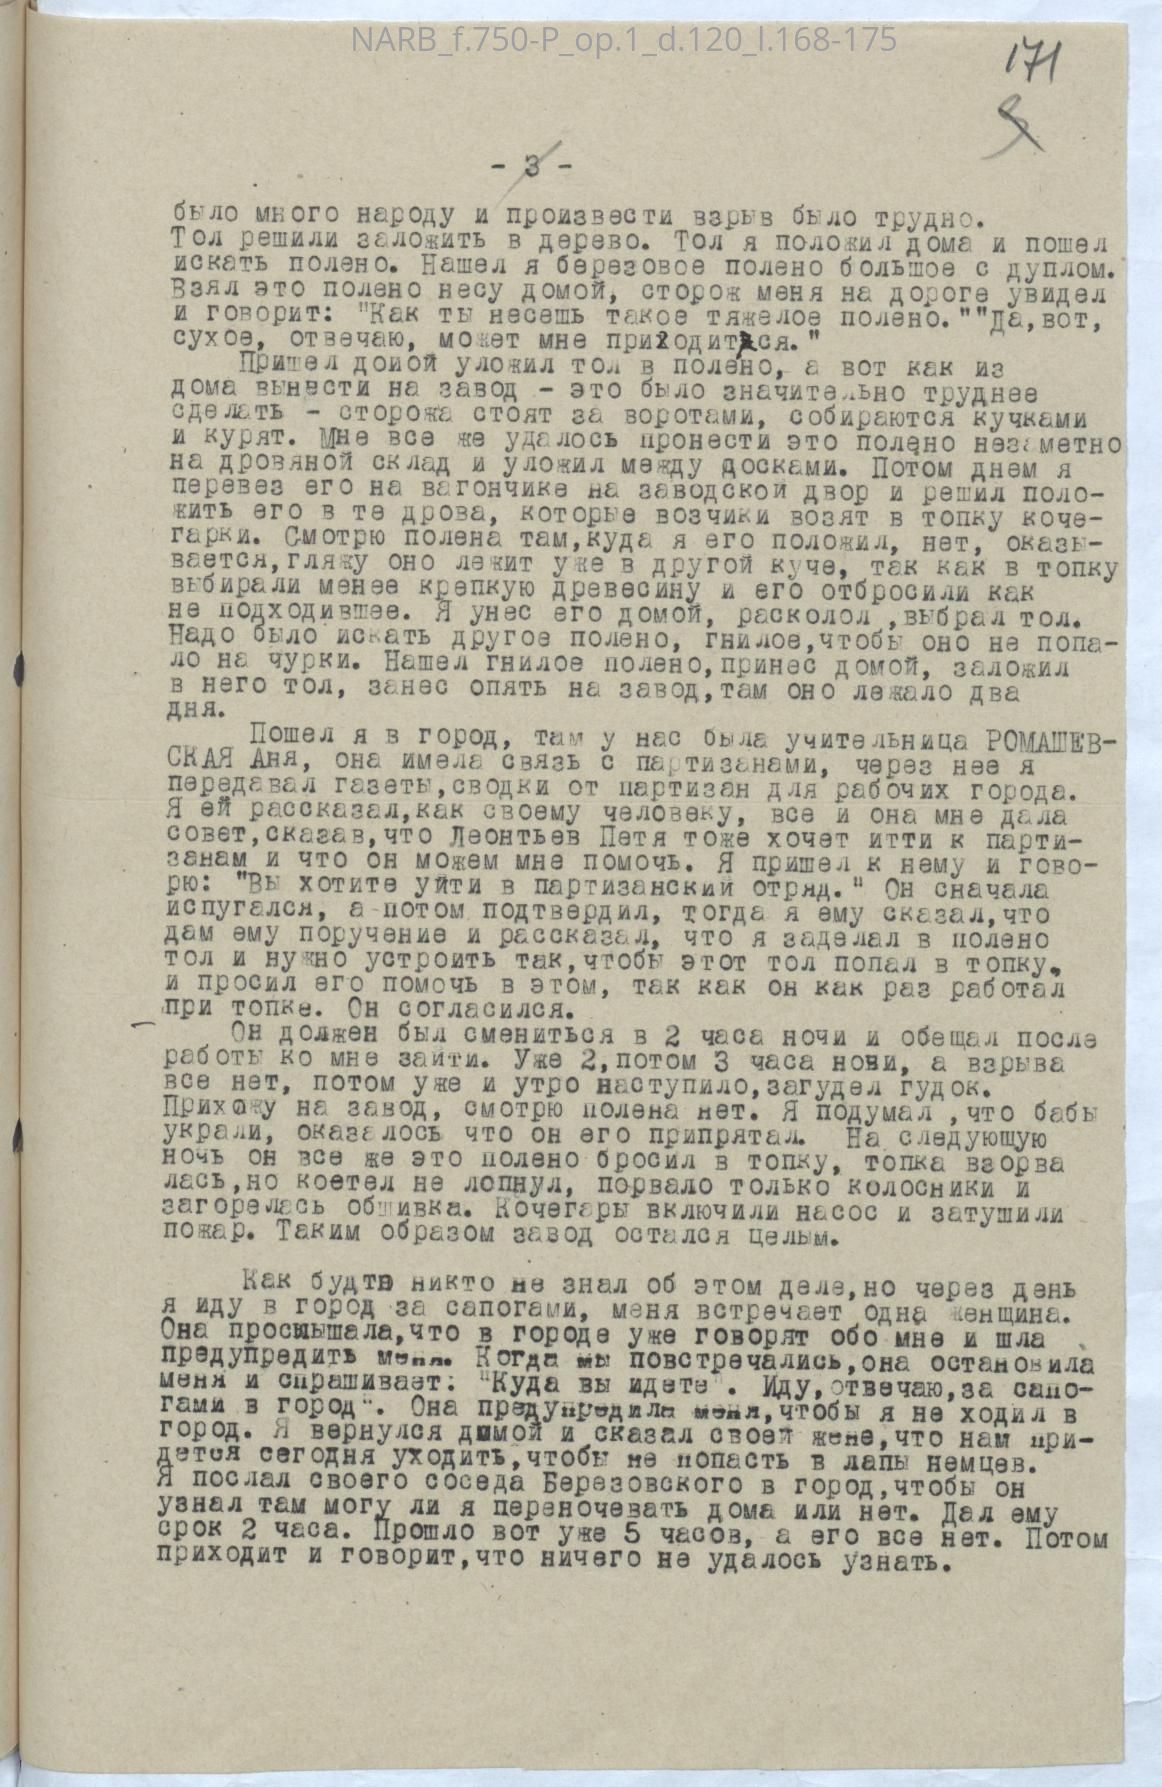 NARB_f.750-P_op.1_d.120_l.168-175
171
- 3 -
было много народу и произвести взрыв было трудно.
Тол решили заложить в дерево. Тол я положил дома и пошел
искать полено. Нашел я березовое полено большое с дуплом.
Взял это полено несу домой, сторож меня на дороге увидел
и говорит: "Как ты несешь такое тяжелое полено.""Да,вот,
сухое, отвечаю, может мне пригодится."
Пришел домой уложил тол в полено, а вот как из
дома вынести на завод - это было значительно труднее
сделать - сторожа стоят за воротами, собираются кучками
и курят. Мне все же удалось пронести это полено незаметно
на дровяной склад и уложил между досками. Потом днем я
перевез его на вагончике на заводской двор и решил поло-
жить его в те дрова, которые возчики возят в топку коче-
гарки. Смотрю полена там,куда я его положил, нет, оказы-
вается,гляжу оно лежит уже в другой куче, так как в топку
выбирали менее крепкую древесину и его отбросили как
не подходившее. Я унес его домой, расколол ,выбрал тол.
Надо было искать другое полено, гнилое,чтобы оно не попа-
ло на чурки. Нашел гнилое полено,принес домой, заложил
в него тол, занес опять на завод,там оно лежало два
дня.
Пошел я в город, там у нас была учительница РОМАШЕВ-
СКАЯ Аня, она имела связь с партизанами, через нее я
передавал газеты,сводки от партизан для рабочих города.
Я ей рассказал,как своему человеку, все и она мне дала
совет,сказав,что Леонтьев Петя тоже хочет итти к парти-
занам и что он можем мне помочь. Я пришел к нему и гово-
рю: "Вы хотите уйти в партизанский отряд." Он сначала
испугался, а потом подтвердил, тогда я ему сказал,что
дам ему поручение и рассказал, что я заделал в полено
тол и нужно устроить так,чтобы этот тол попал в топку,
и просил его помочь в этом, так как он как раз работал
при топке. Он согласился.
Он должен был смениться в 2 часа ночи и обещал после
работы ко мне зайти. Уже 2,потом 3 часа ночи, а взрыва
все нет, потом уже и утро наступило,загудел гудок.
Прихожу на завод, смотрю полена нет. Я подумал ,что бабы
украли, оказалось что он его припрятал. На следующую
ночь он все же это полено бросил в топку, топка взорва
лась,но коетел не лопнул, порвало только колосники и
загорелась обшивка. Кочегары включили насос и затушили
пожар. Таким образом завод остался целым.
Как будто никто не знал об этом деле,но через день
я иду в город за сапогами, меня встречает одна женщина.
Она прослышала,что в городе уже говорят обо мне и шла
предупредить меня. Когда мы повстречались,она остановила
меня и спрашивает: "Куда вы идете". Иду,отвечаю,за сапо-
гами в город". Она предупредила меня,чтобы я не ходил в
город. Я вернулся домой и сказал своей жене,что нам при-
дется сегодня уходить,чтобы не попасть в лапы немцев.
Я послал своего соседа Березовского в город,чтобы он
узнал там могу ли я переночевать дома или нет. Дал ему
срок 2 часа. Прошло вот уже 5 часов, а его все нет. Потом
приходит и говорит,что ничего не удалось узнать.